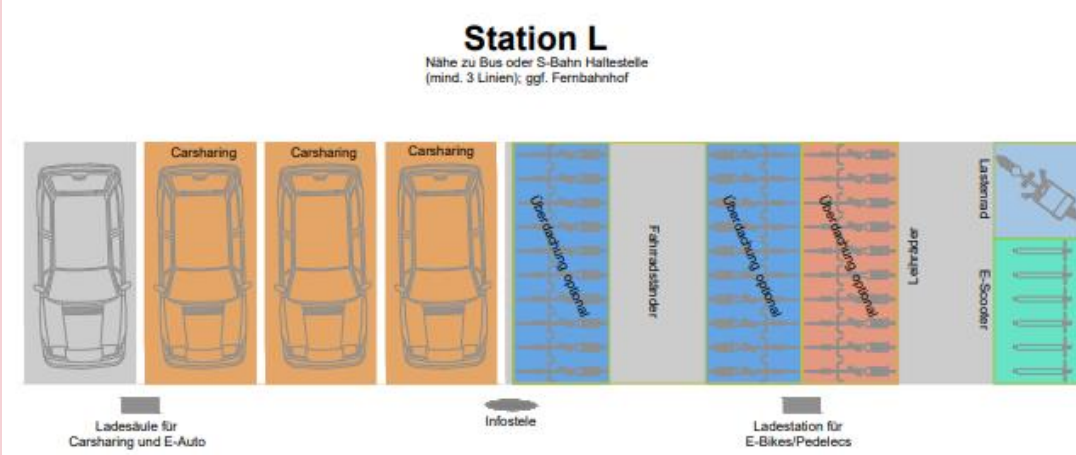 Station L
Nähe zu Bus oder S-Bahn Haltestelle
(mind. 3 Linien); ggf. Fernbahnhof
Carsharing
Carsharing
Carsharing
Überdachung optional
Fahrradständer
Überdachung optional
Überdachung optional
Leihräder
Lastenrad
E-Scooter
Ladesäule für
Carsharing und E-Auto
Infostele
Ladestation für
E-Bikes/Pedelecs